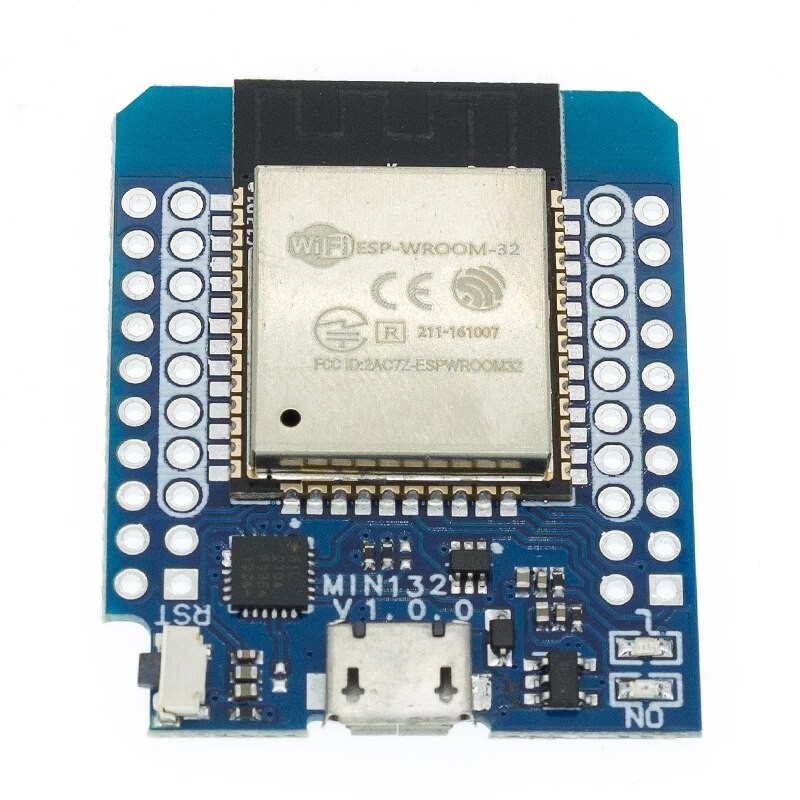 WiFi ESP-WROOM-32
CE
R 211-161007
FCC ID:2AC7Z-ESPWROOM32
MINI32
V1.0.0
RST
L
ON